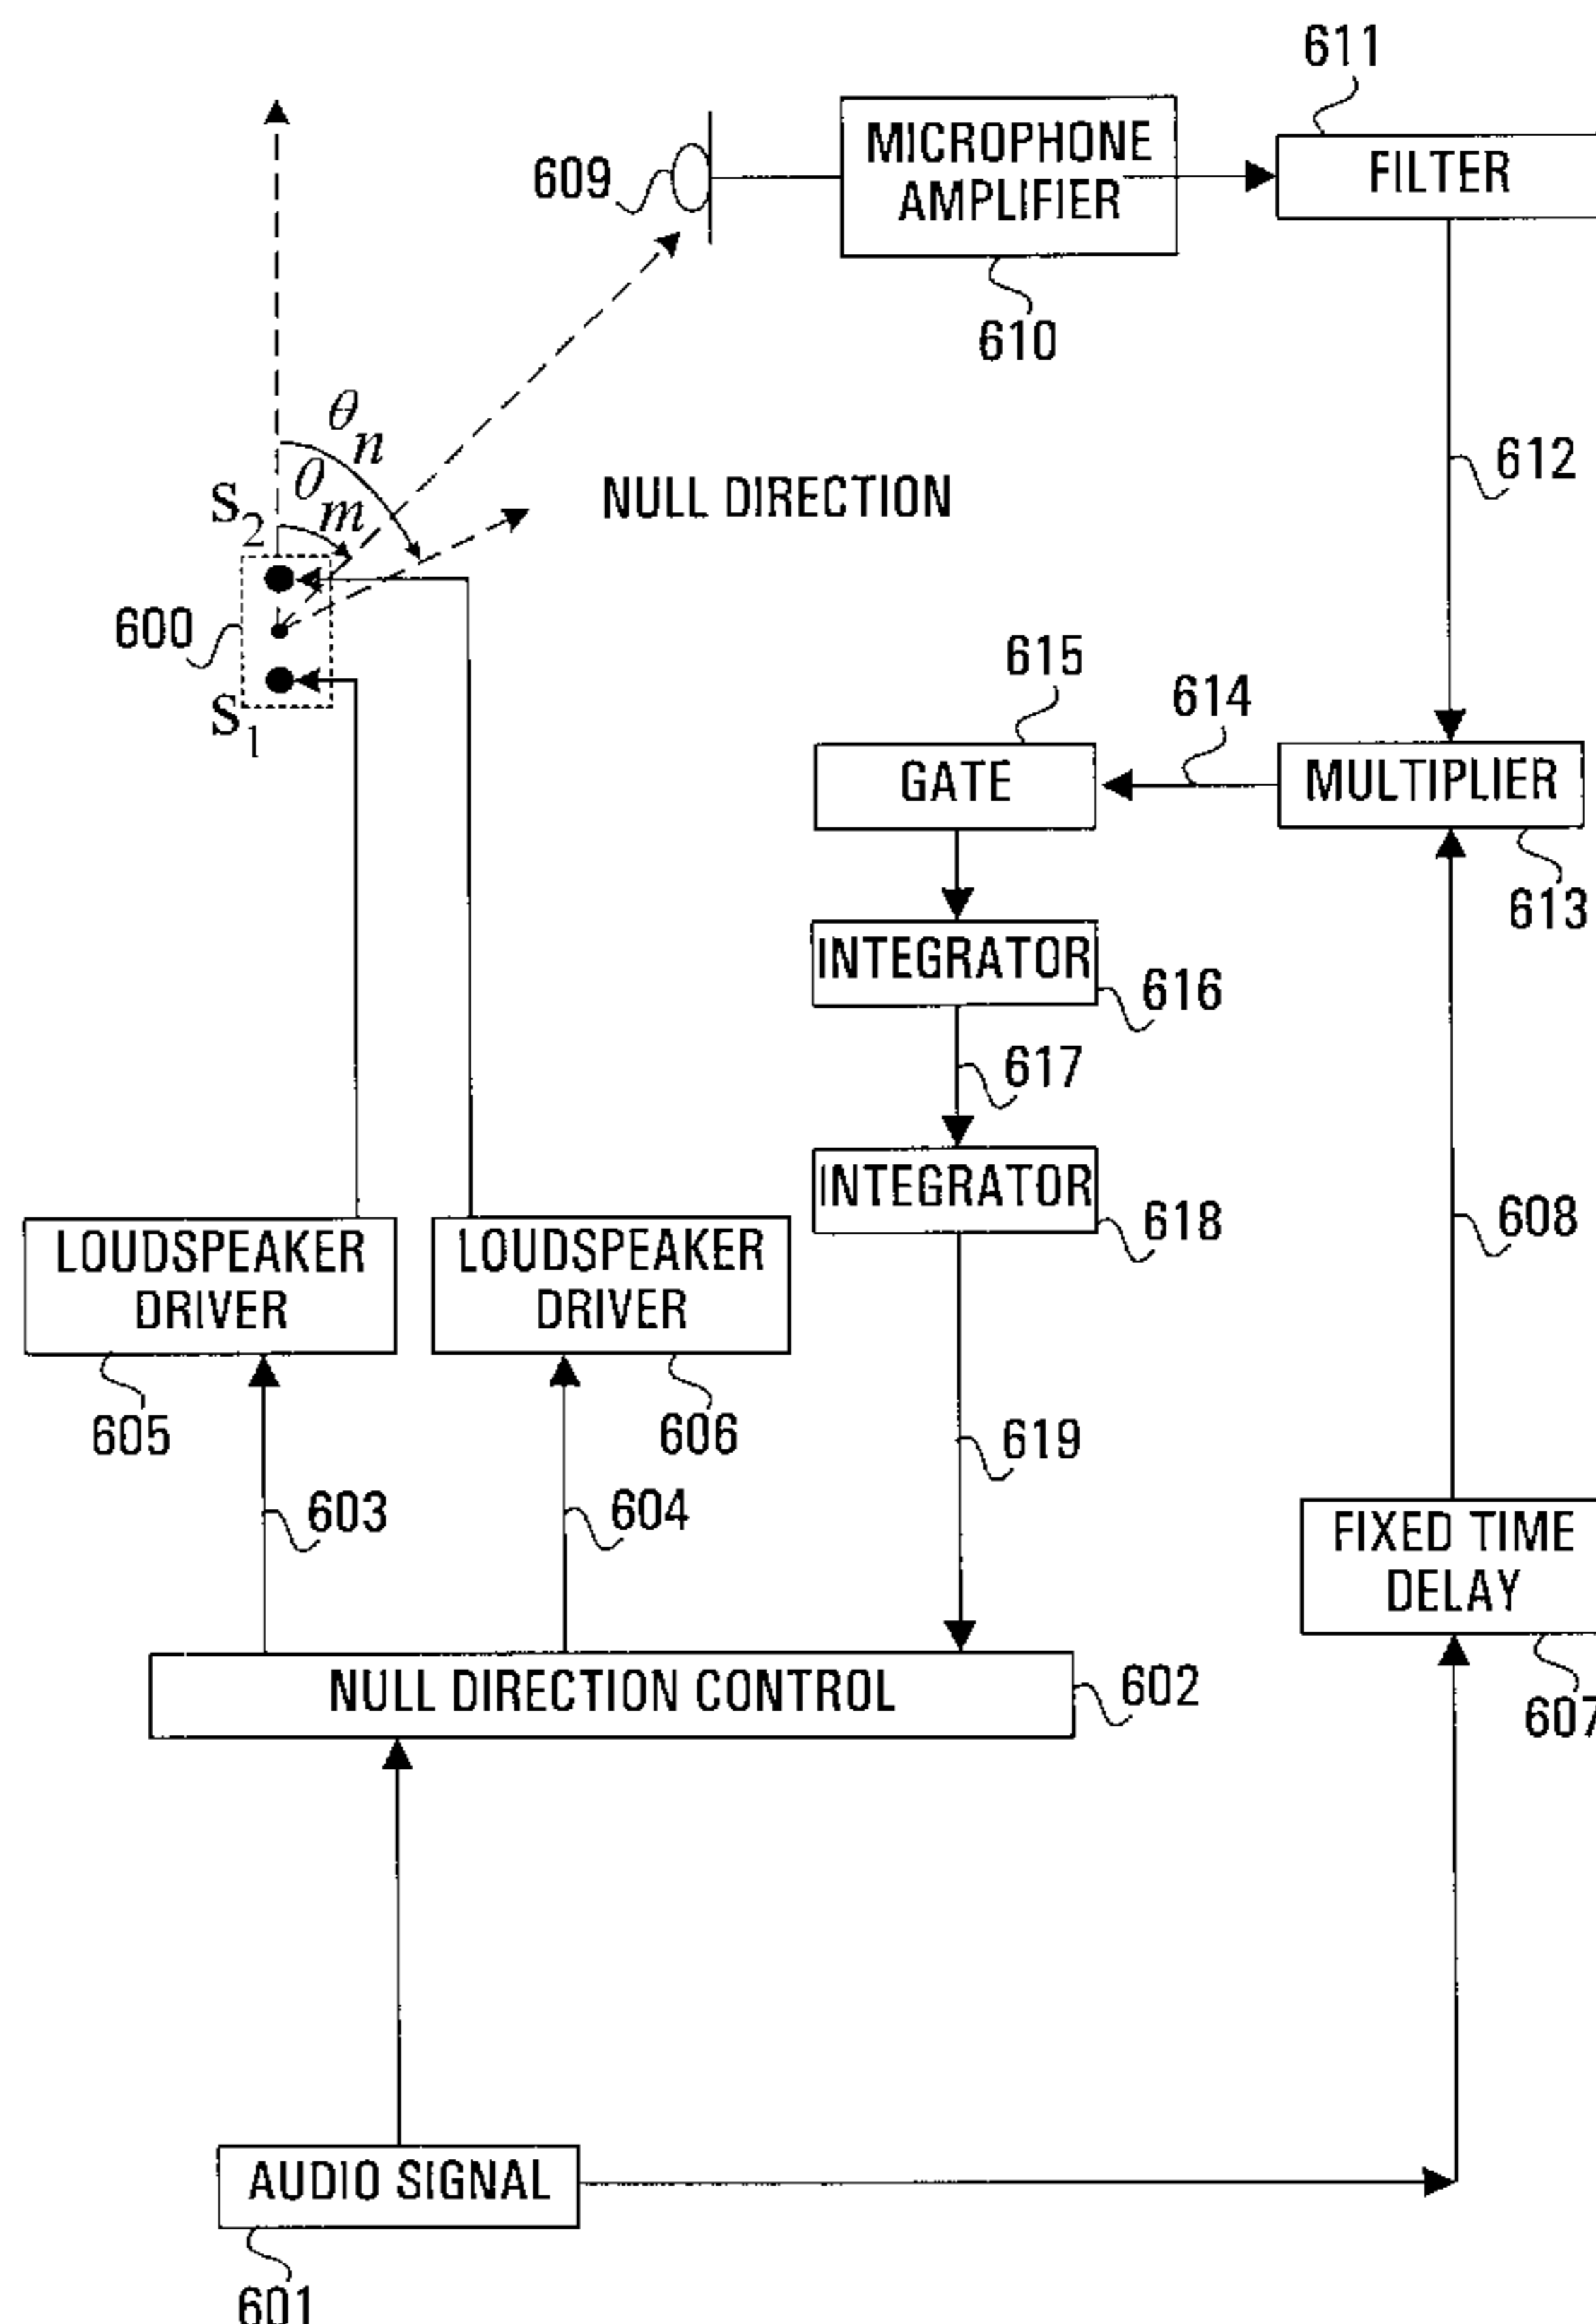 611
MICROPHONE
AMPLIFIER
FILTER
609
610
θn
θm
612
S2
NULL DIRECTION
600
S1
615
614
GATE
MULTIPLIER
613
INTEGRATOR
616
617
INTEGRATOR
618
608
LOUDSPEAKER
DRIVER
LOUDSPEAKER
DRIVER
605
606
619
603
604
FIXED TIME
DELAY
NULL DIRECTION CONTROL
602
607
AUDIO SIGNAL
601